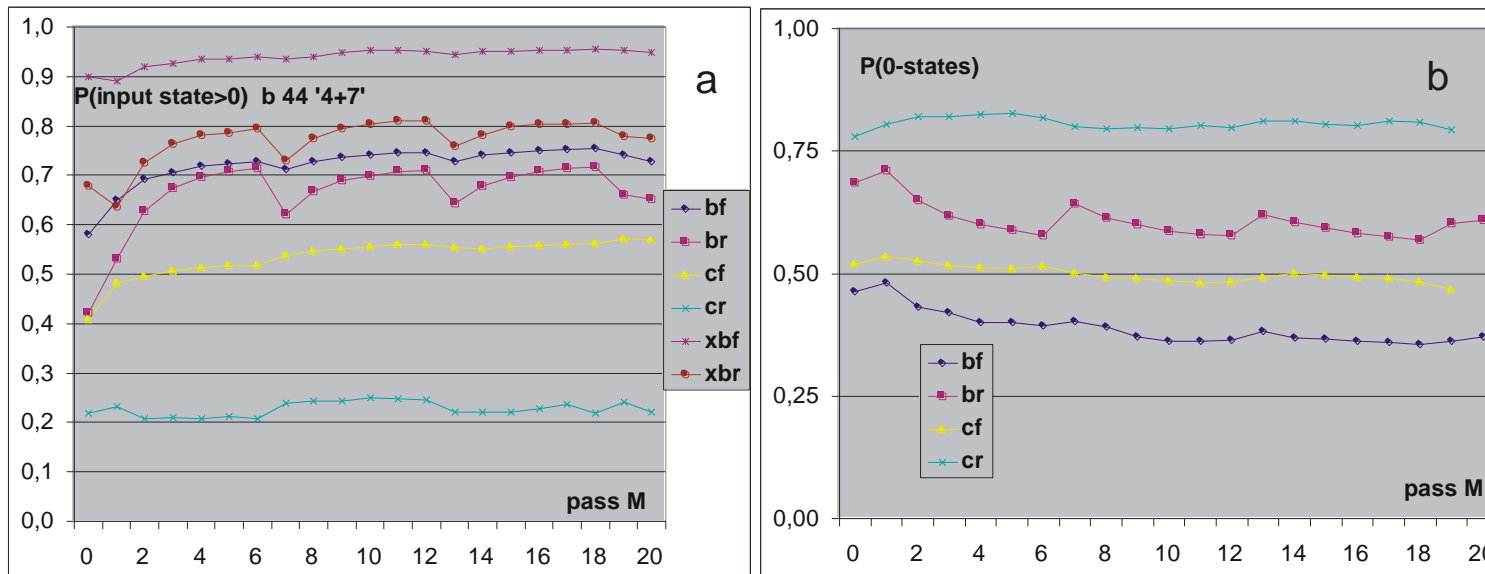 1,0
0,9
0,8
0,7
0,6
0,5
0,4
0,3
0,2
0,1
0,0
P(input state>0) b 44 '4+7'
a
bf
br
cf
cr
xbf
xbr
pass M
0 2 4 6 8 10 12 14 16 18 20
1,00
0,75
0,50
0,25
0,00
P(0-states)
b
bf
br
cf
cr
pass M
0 2 4 6 8 10 12 14 16 18 20